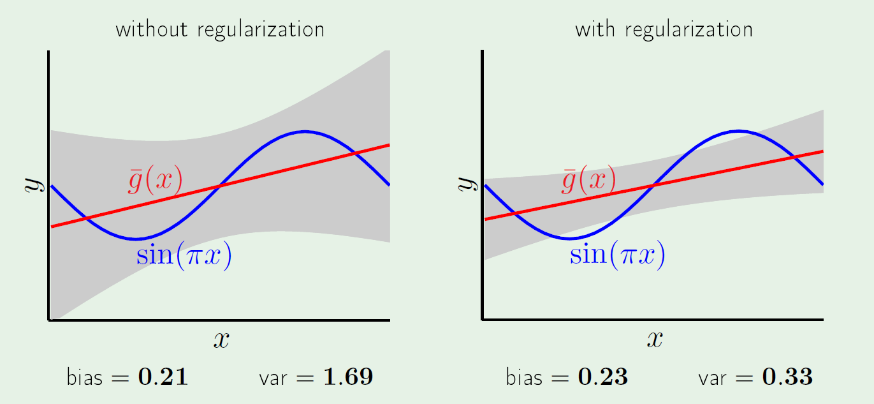 without regularization
y
ḡ(x)
sin(πx)
x
bias = 0.21 var = 1.69
with regularization
y
ḡ(x)
sin(πx)
x
bias = 0.23 var = 0.33